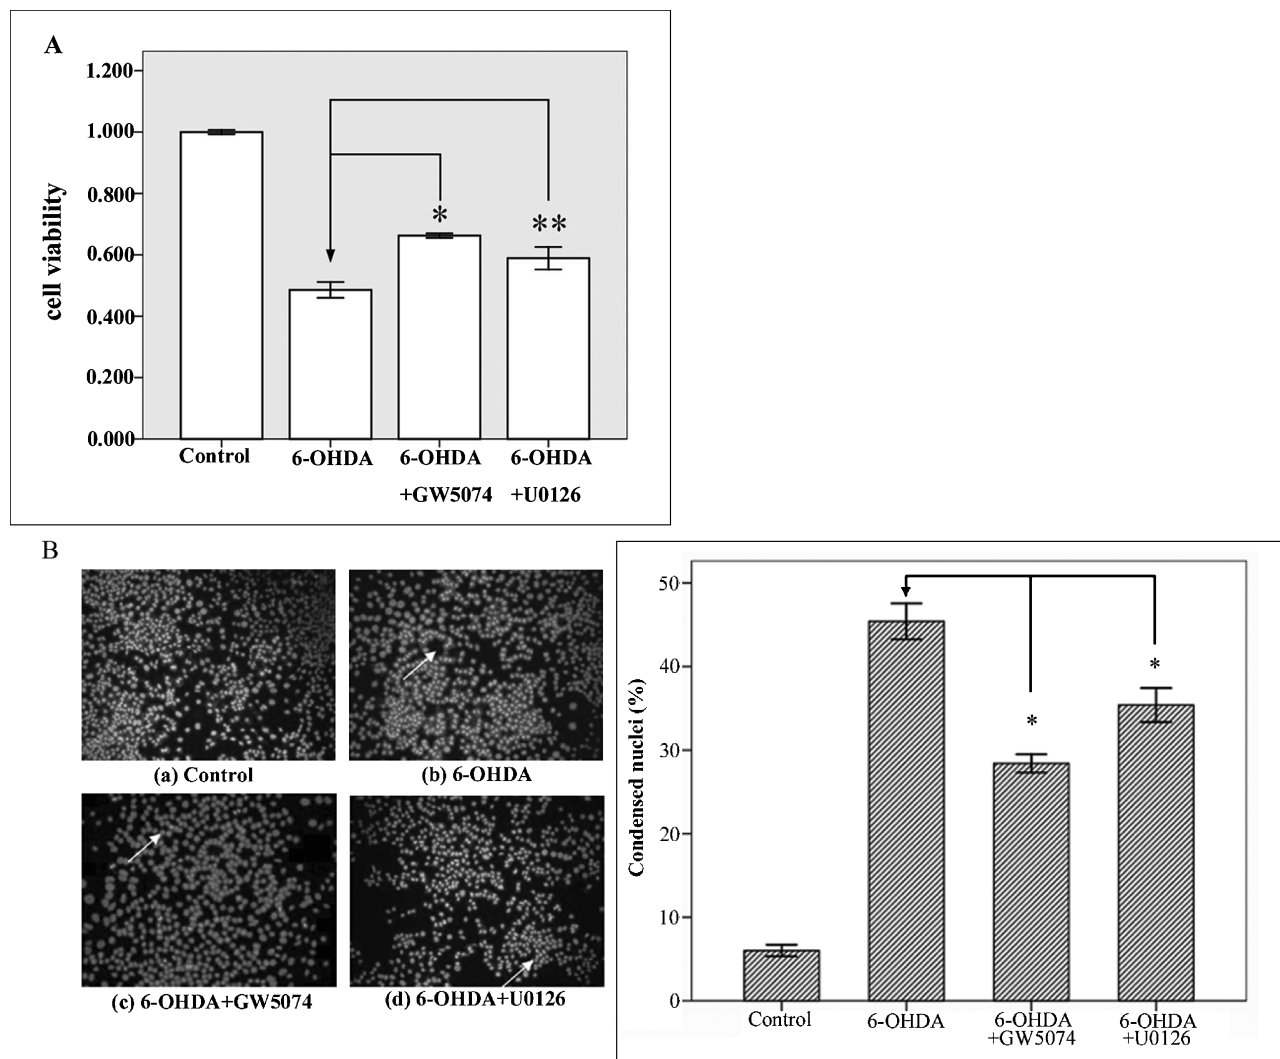 A
1.200
1.000
0.800
0.600
0.400
0.200
0.000
cell viability
*
**
Control
6-OHDA
6-OHDA
+GW5074
6-OHDA
+U0126
B
(a) Control
(b) 6-OHDA
(c) 6-OHDA+GW5074
(d) 6-OHDA+U0126
50
40
30
20
10
0
Condensed nuclei (%)
*
*
Control
6-OHDA
6-OHDA
+GW5074
6-OHDA
+U0126